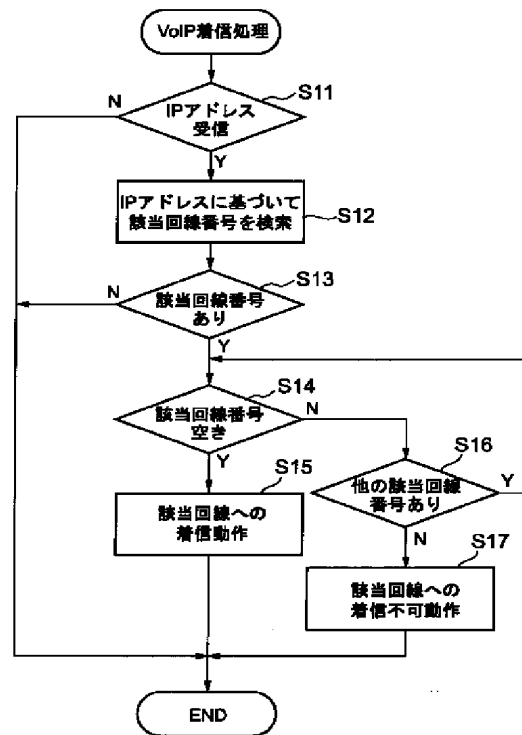 VoIP着信処理
S11
N
IPアドレス
受信
Y
IPアドレスに基づいて
該当回線番号を検索
S12
S13
N
該当回線番号
あり
Y
S14
該当回線番号
空き
N
Y
S15
S16
他の該当回線
番号あり
Y
該当回線への
着信動作
N
S17
該当回線への
着信不可動作
END